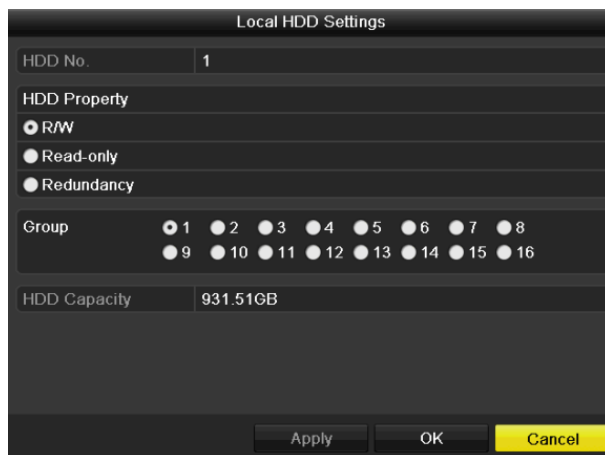 Local HDD Settings
HDD No. 1
HDD Property
R/W
Read-only
Redundancy
Group 1 2 3 4 5 6 7 8
9 10 11 12 13 14 15 16
HDD Capacity 931.51GB
Apply OK Cancel